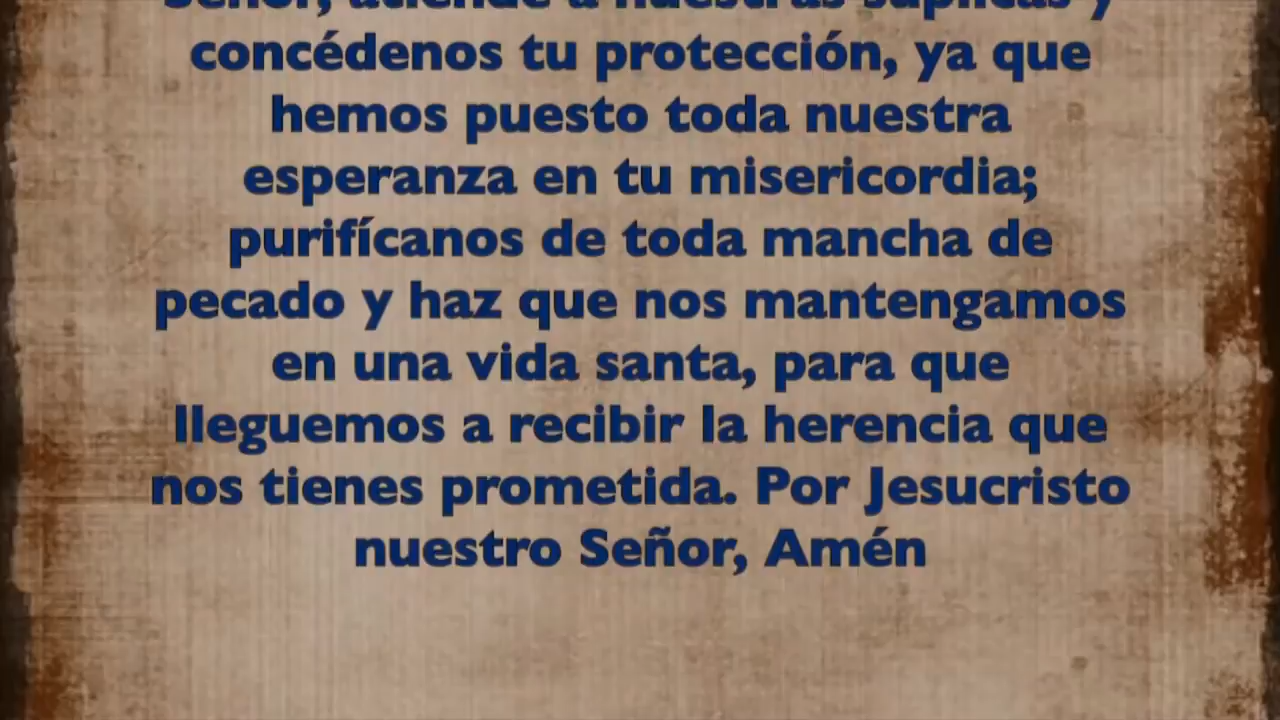 Señor, atiende a nuestras súplicas y
concédenos tu protección, ya que
hemos puesto toda nuestra
esperanza en tu misericordia;
purifícanos de toda mancha de
pecado y haz que nos mantengamos
en una vida santa, para que
lleguemos a recibir la herencia que
nos tienes prometida. Por Jesucristo
nuestro Señor, Amén